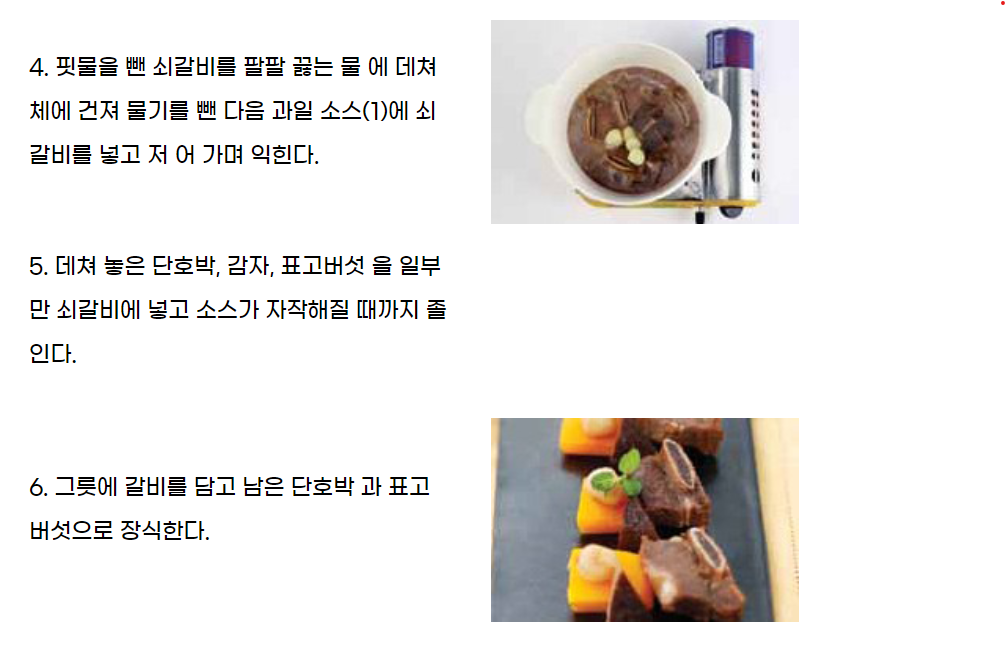 4. 핏물을 뺀 쇠갈비를 팔팔 끓는 물 에 데쳐
체에 건져 물기를 뺀 다음 과일 소스(1)에 쇠
갈비를 넣고 저 어 가며 익힌다.
5. 데쳐 놓은 단호박, 감자, 표고버섯 을 일부
만 쇠갈비에 넣고 소스가 자작해질 때까지 졸
인다.
6. 그릇에 갈비를 담고 남은 단호박 과 표고
버섯으로 장식한다.